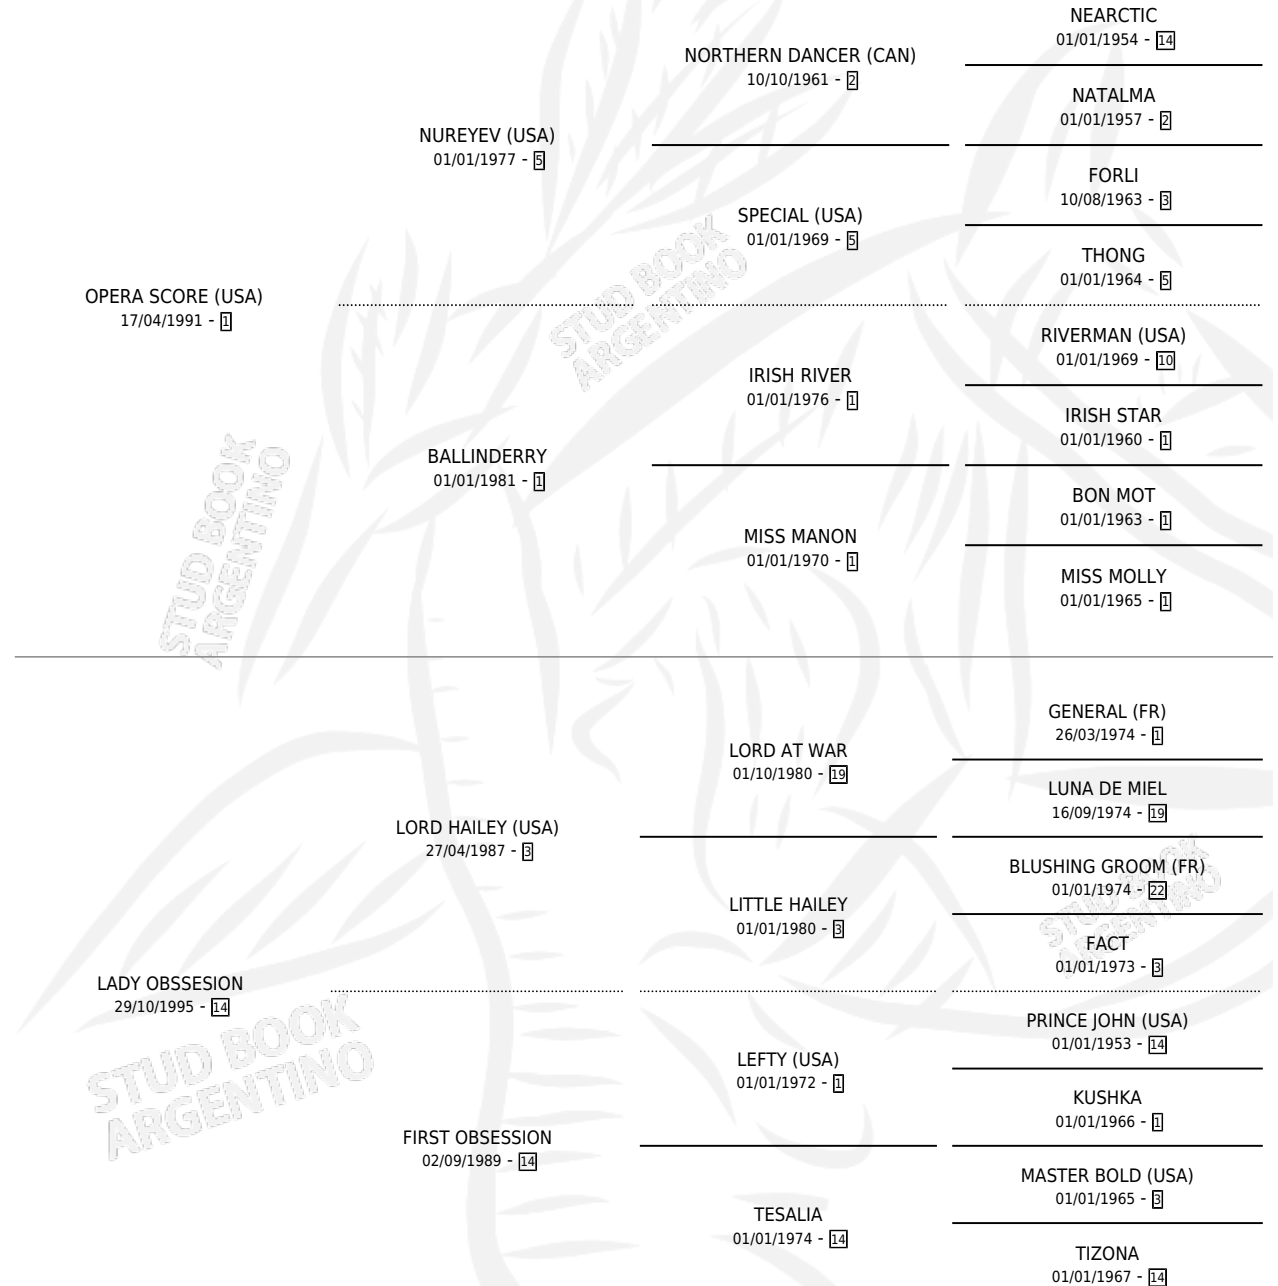 NEARCTIC
01/01/1954 - 14
NORTHERN DANCER (CAN)
10/10/1961 - 2
NATALMA
01/01/1957 - 2
NUREYEV (USA)
01/01/1977 - 5
FORLI
10/08/1963 - 3
SPECIAL (USA)
01/01/1969 - 5
THONG
01/01/1964 - 5
OPERA SCORE (USA)
17/04/1991 - 1
RIVERMAN (USA)
01/01/1969 - 10
IRISH RIVER
01/01/1976 - 1
IRISH STAR
01/01/1960 - 1
BALLINDERRY
01/01/1981 - 1
BON MOT
01/01/1963 - 1
MISS MANON
01/01/1970 - 1
MISS MOLLY
01/01/1965 - 1
GENERAL (FR)
26/03/1974 - 1
LORD AT WAR
01/10/1980 - 19
LUNA DE MIEL
16/09/1974 - 19
LORD HAILEY (USA)
27/04/1987 - 3
BLUSHING GROOM (FR)
01/01/1974 - 22
LITTLE HAILEY
01/01/1980 - 3
FACT
01/01/1973 - 3
LADY OBSSESION
29/10/1995 - 14
PRINCE JOHN (USA)
01/01/1953 - 14
LEFTY (USA)
01/01/1972 - 1
KUSHKA
01/01/1966 - 1
FIRST OBSESSION
02/09/1989 - 14
MASTER BOLD (USA)
01/01/1965 - 3
TESALIA
01/01/1974 - 14
TIZONA
01/01/1967 - 14
STUD BOOK
ARGENTINO
STUD BOOK
ARGENTINO
STUD BOOK
ARGENTINO
STUD BOOK
ARGENTINO